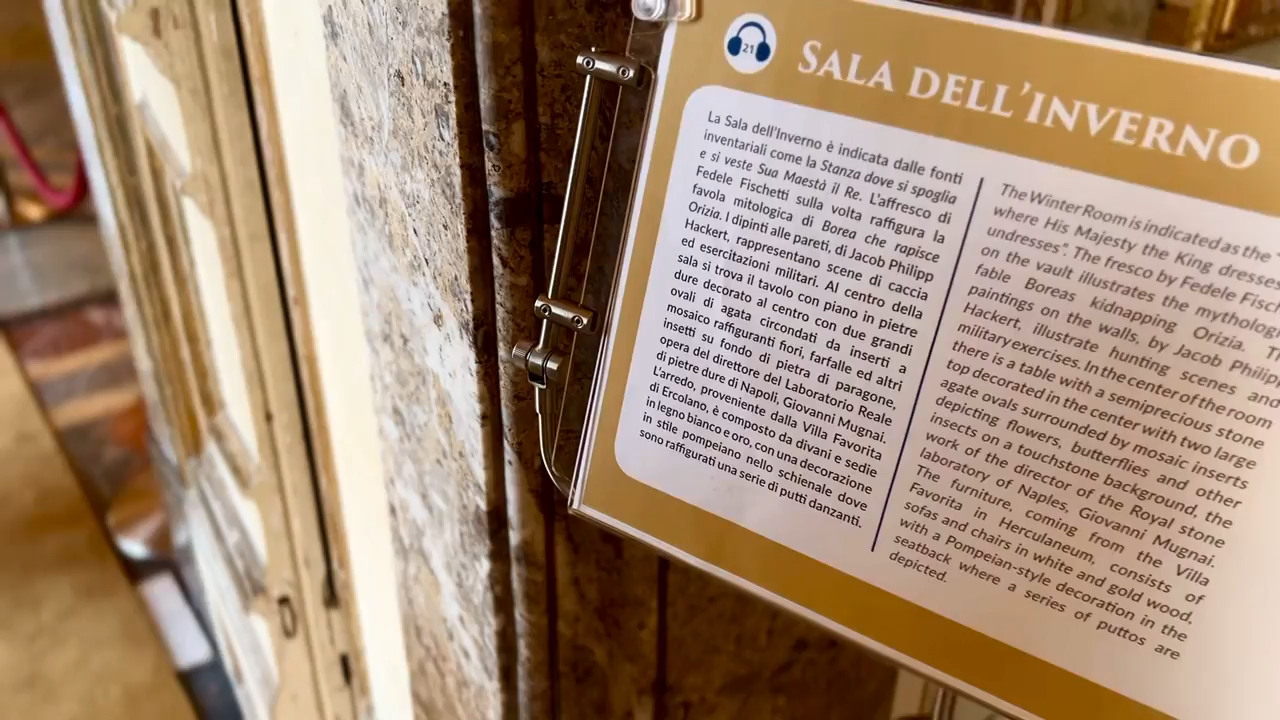 21
SALA DELL'INVERNO
La Sala dell'Inverno è indicata dalle fonti
inventariali come la Stanza dove si spoglia
e si veste Sua Maestà il Re. L'affresco di
Fedele Fischetti sulla volta raffigura la
favola mitologica di Borea che rapisce
Orizia. I dipinti alle pareti, di Jacob Philipp
Hackert, rappresentano scene di caccia
ed esercitazioni militari. Al centro della
sala si trova il tavolo con piano in pietre
dure decorato al centro con due grandi
ovali di agata circondati da inserti a
mosaico raffiguranti fiori, farfalle ed altri
insetti su fondo di pietra di paragone,
opera del direttore del Laboratorio Reale
di pietre dure di Napoli, Giovanni Mugnai.
L'arredo, proveniente dalla Villa Favorita
di Ercolano, è composto da divani e sedie
in legno bianco e oro, con una decorazione
in stile pompeiano nello schienale dove
sono raffigurati una serie di putti danzanti.
The Winter Room is indicated as the "
where His Majesty the King dresses
undresses". The fresco by Fedele
on the vault illustrates the
fable Boreas kidnapping Orizia.
paintings on the walls, by Jacob Philipp
Hackert, illustrate hunting scenes and
military exercises. In the center of the room
there is a table with a semiprecious stone
top decorated in the center with two large
agate ovals surrounded by mosaic inserts
depicting flowers, butterflies and other
insects on a touchstone background, the
work of the director of the Royal stone
laboratory of Naples, Giovanni Mugnai.
The furniture, coming from the Villa
Favorita in Herculaneum, consists of
sofas and chairs in white and gold wood,
with a Pompeian-style decoration in the
seatback where a series of puttos are
depicted.